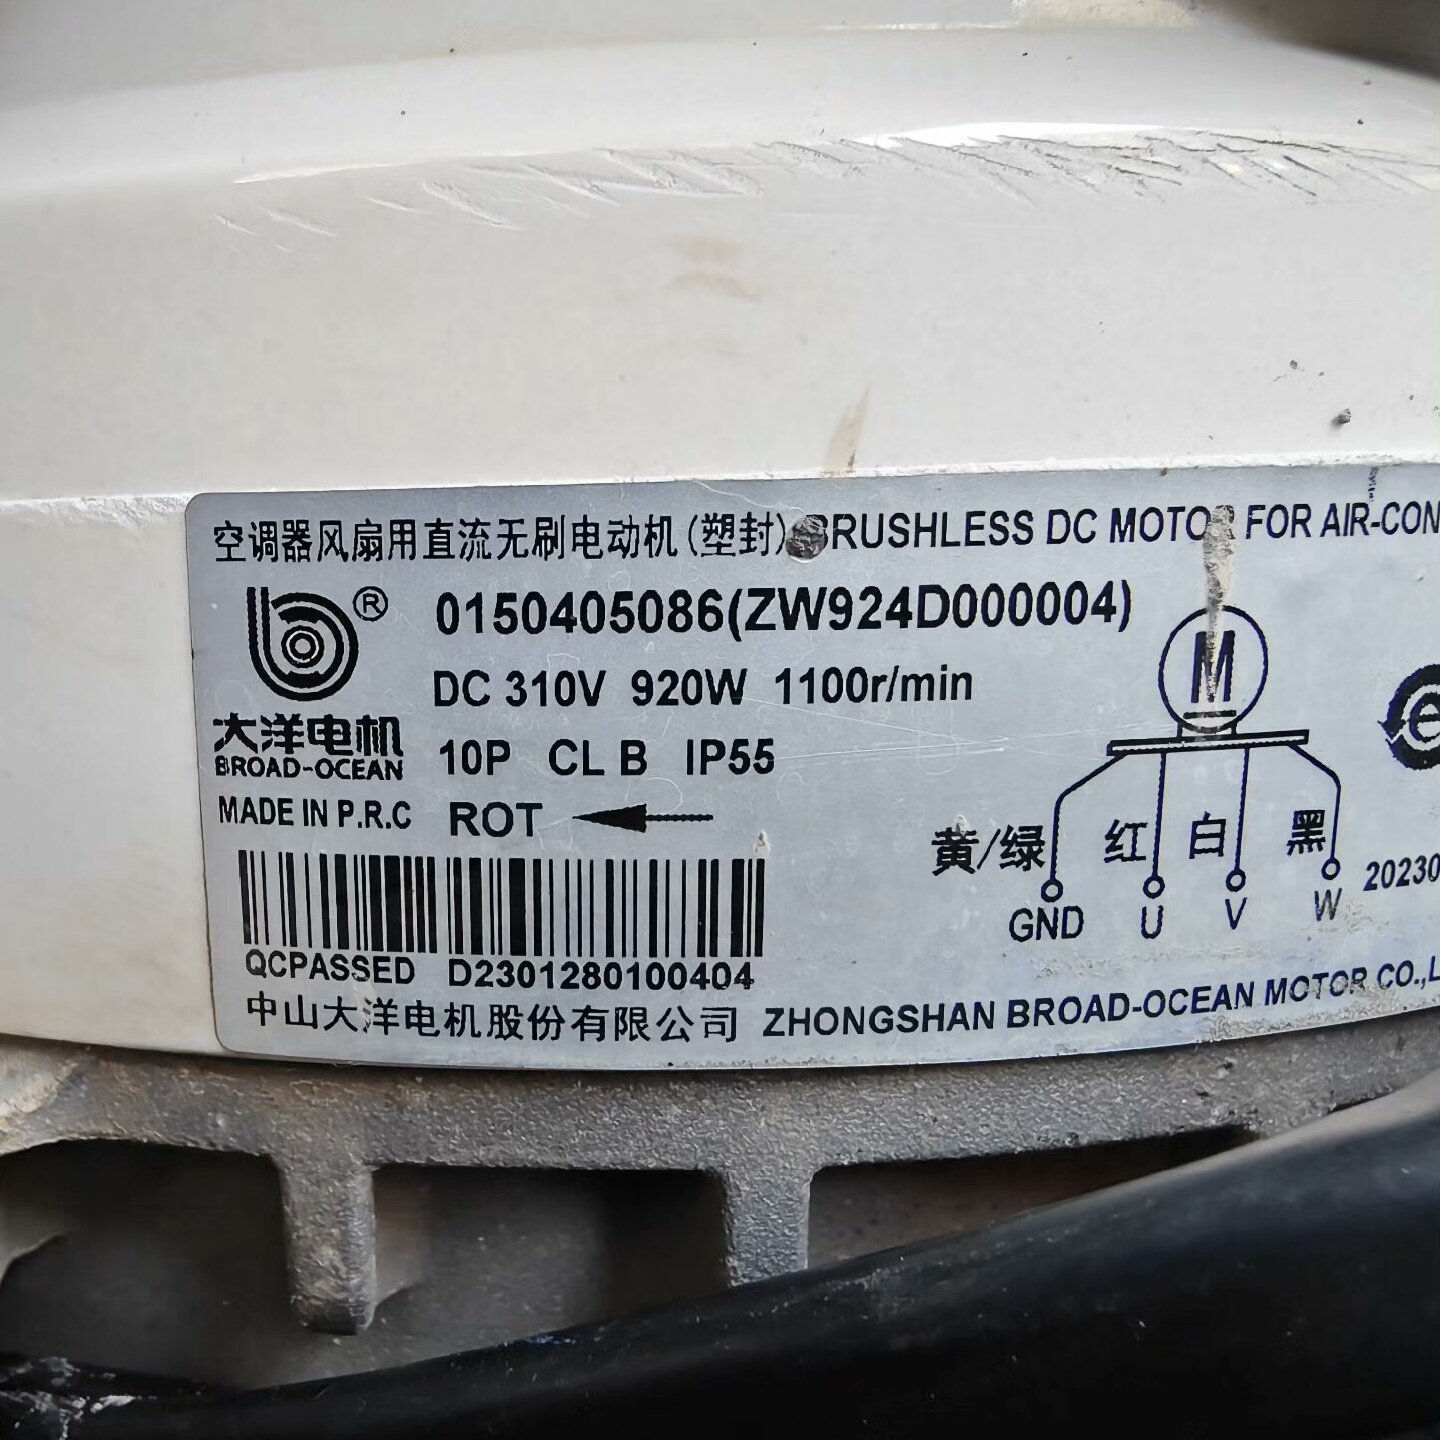 空调器风扇用直流无刷电动机(塑封) BRUSHLESS DC MOTOR FOR AIR-CON
®
0150405086(ZW924D000004)
DC 310V 920W 1100r/min
大洋电机
BROAD-OCEAN
10P CL B IP55
M
e
MADE IN P.R.C ROT
黄/绿 红 白 黑
GND U V W
20230
QCPASSED D2301280100404
中山大洋电机股份有限公司 ZHONGSHAN BROAD-OCEAN MOTOR CO.,L